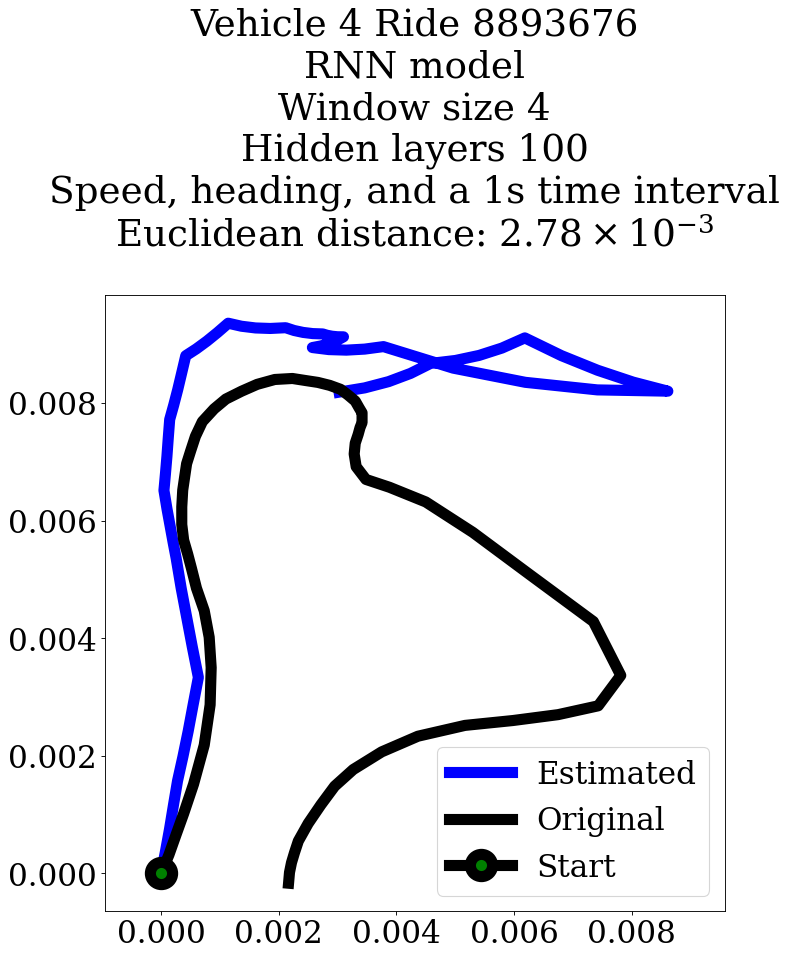 Vehicle 4 Ride 8893676
RNN model
Window size 4
Hidden layers 100
Speed, heading, and a 1s time interval
Euclidean distance: 2.78 × 10⁻³
0.008
0.006
0.004
0.002
0.000
Estimated
Original
Start
0.000 0.002 0.004 0.006 0.008